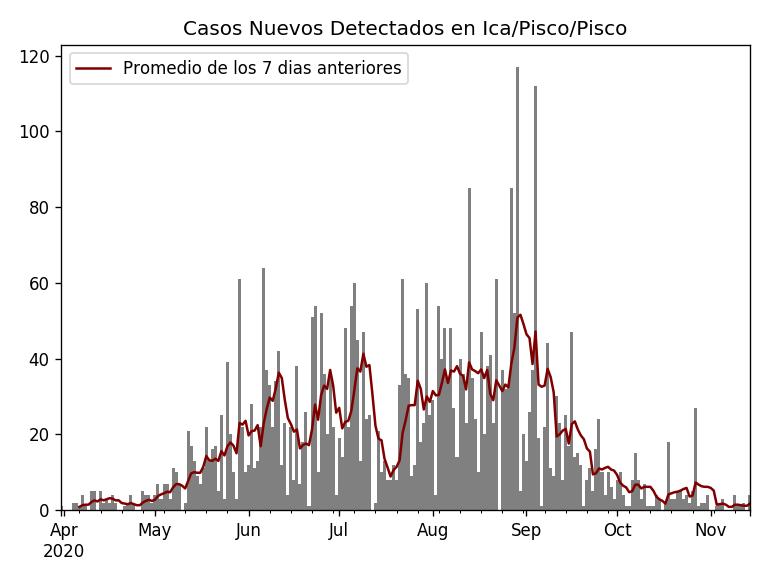 Casos Nuevos Detectados en Ica/Pisco/Pisco
Promedio de los 7 dias anteriores
120
100
80
60
40
20
0
Apr May Jun Jul Aug Sep Oct Nov
2020